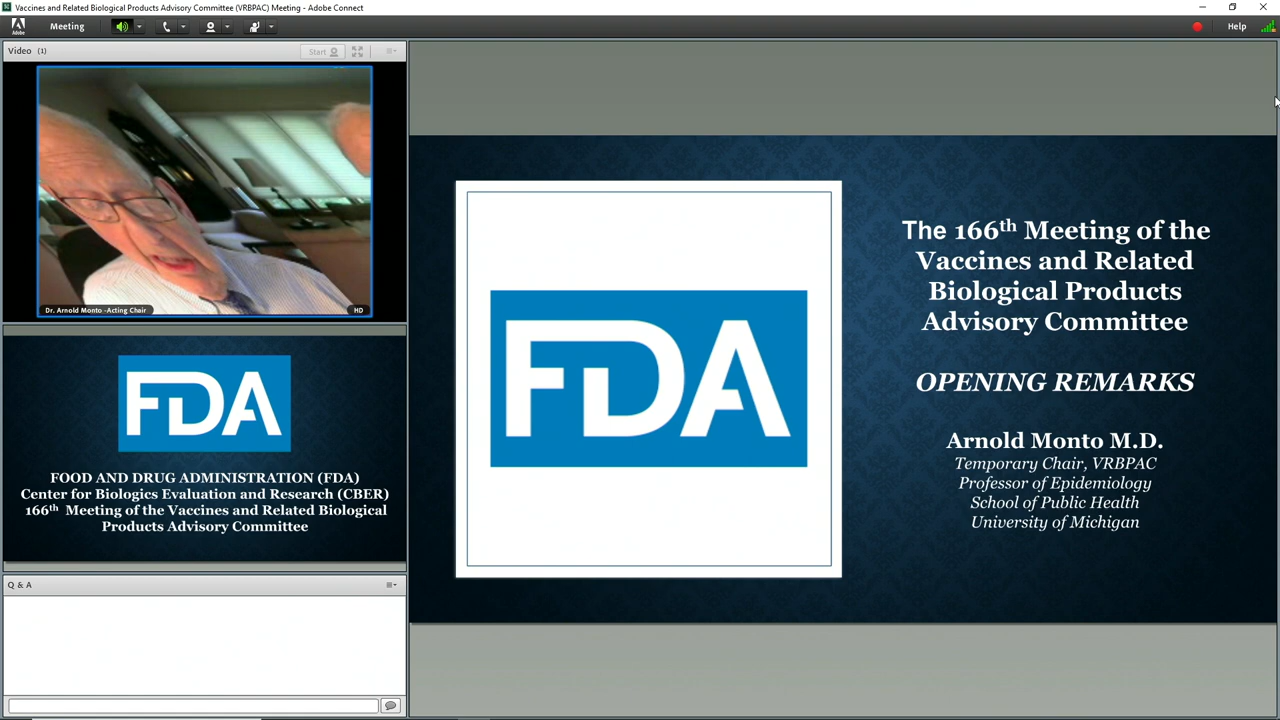 Vaccines and Related Biological Products Advisory Committee (VRBPAC) Meeting - Adobe Connect
Adobe
Meeting
Help
Video (1)
Start
Dr. Arnold Monto -Acting Chair
HD
FDA
FOOD AND DRUG ADMINISTRATION (FDA)
Center for Biologics Evaluation and Research (CBER)
166th Meeting of the Vaccines and Related Biological
Products Advisory Committee
Q & A
FDA
The 166th Meeting of the
Vaccines and Related
Biological Products
Advisory Committee
OPENING REMARKS
Arnold Monto M.D.
Temporary Chair, VRBPAC
Professor of Epidemiology
School of Public Health
University of Michigan